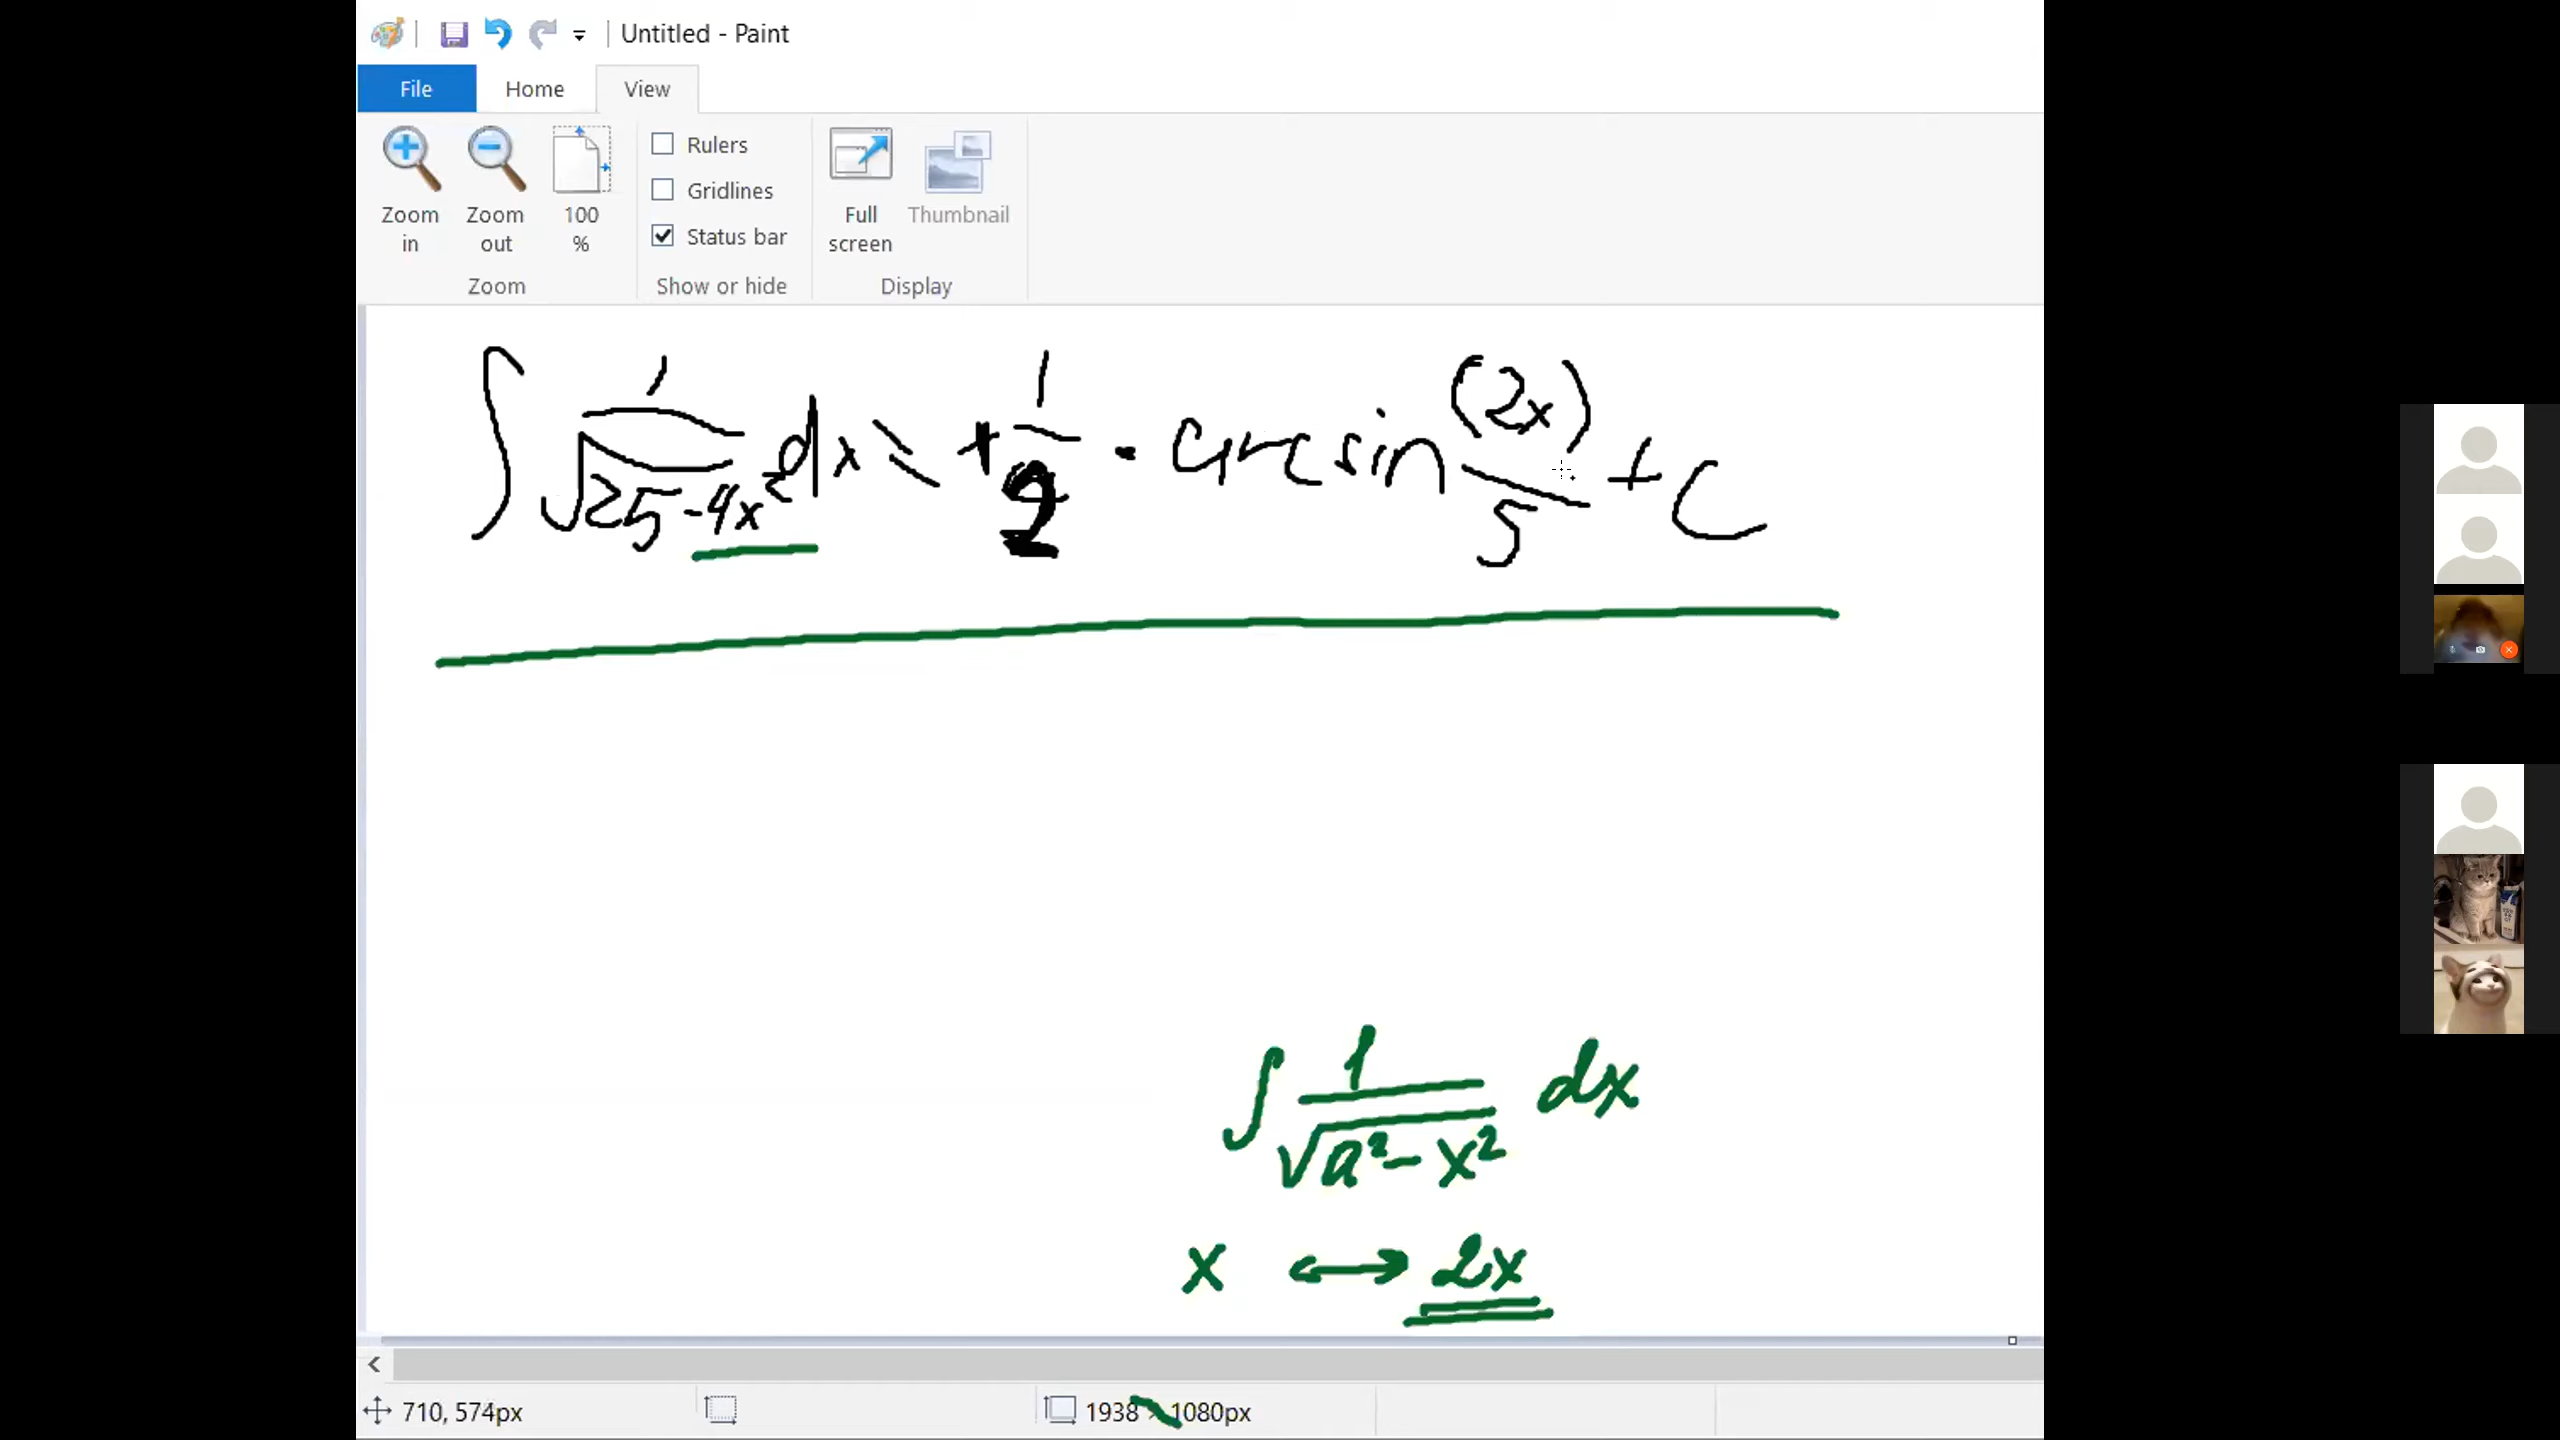 Untitled - Paint
File Home View
Zoom in Zoom out 100 %
Rulers
Gridlines
Status bar
Full screen Thumbnail
Zoom Show or hide Display
∫ 1/√(25-4x²) dx = + 1/2 · arcsin (2x)/5 + C
∫ 1/√(a²-x²) dx
x ↔ 2x
710, 574px 1938 × 1080px